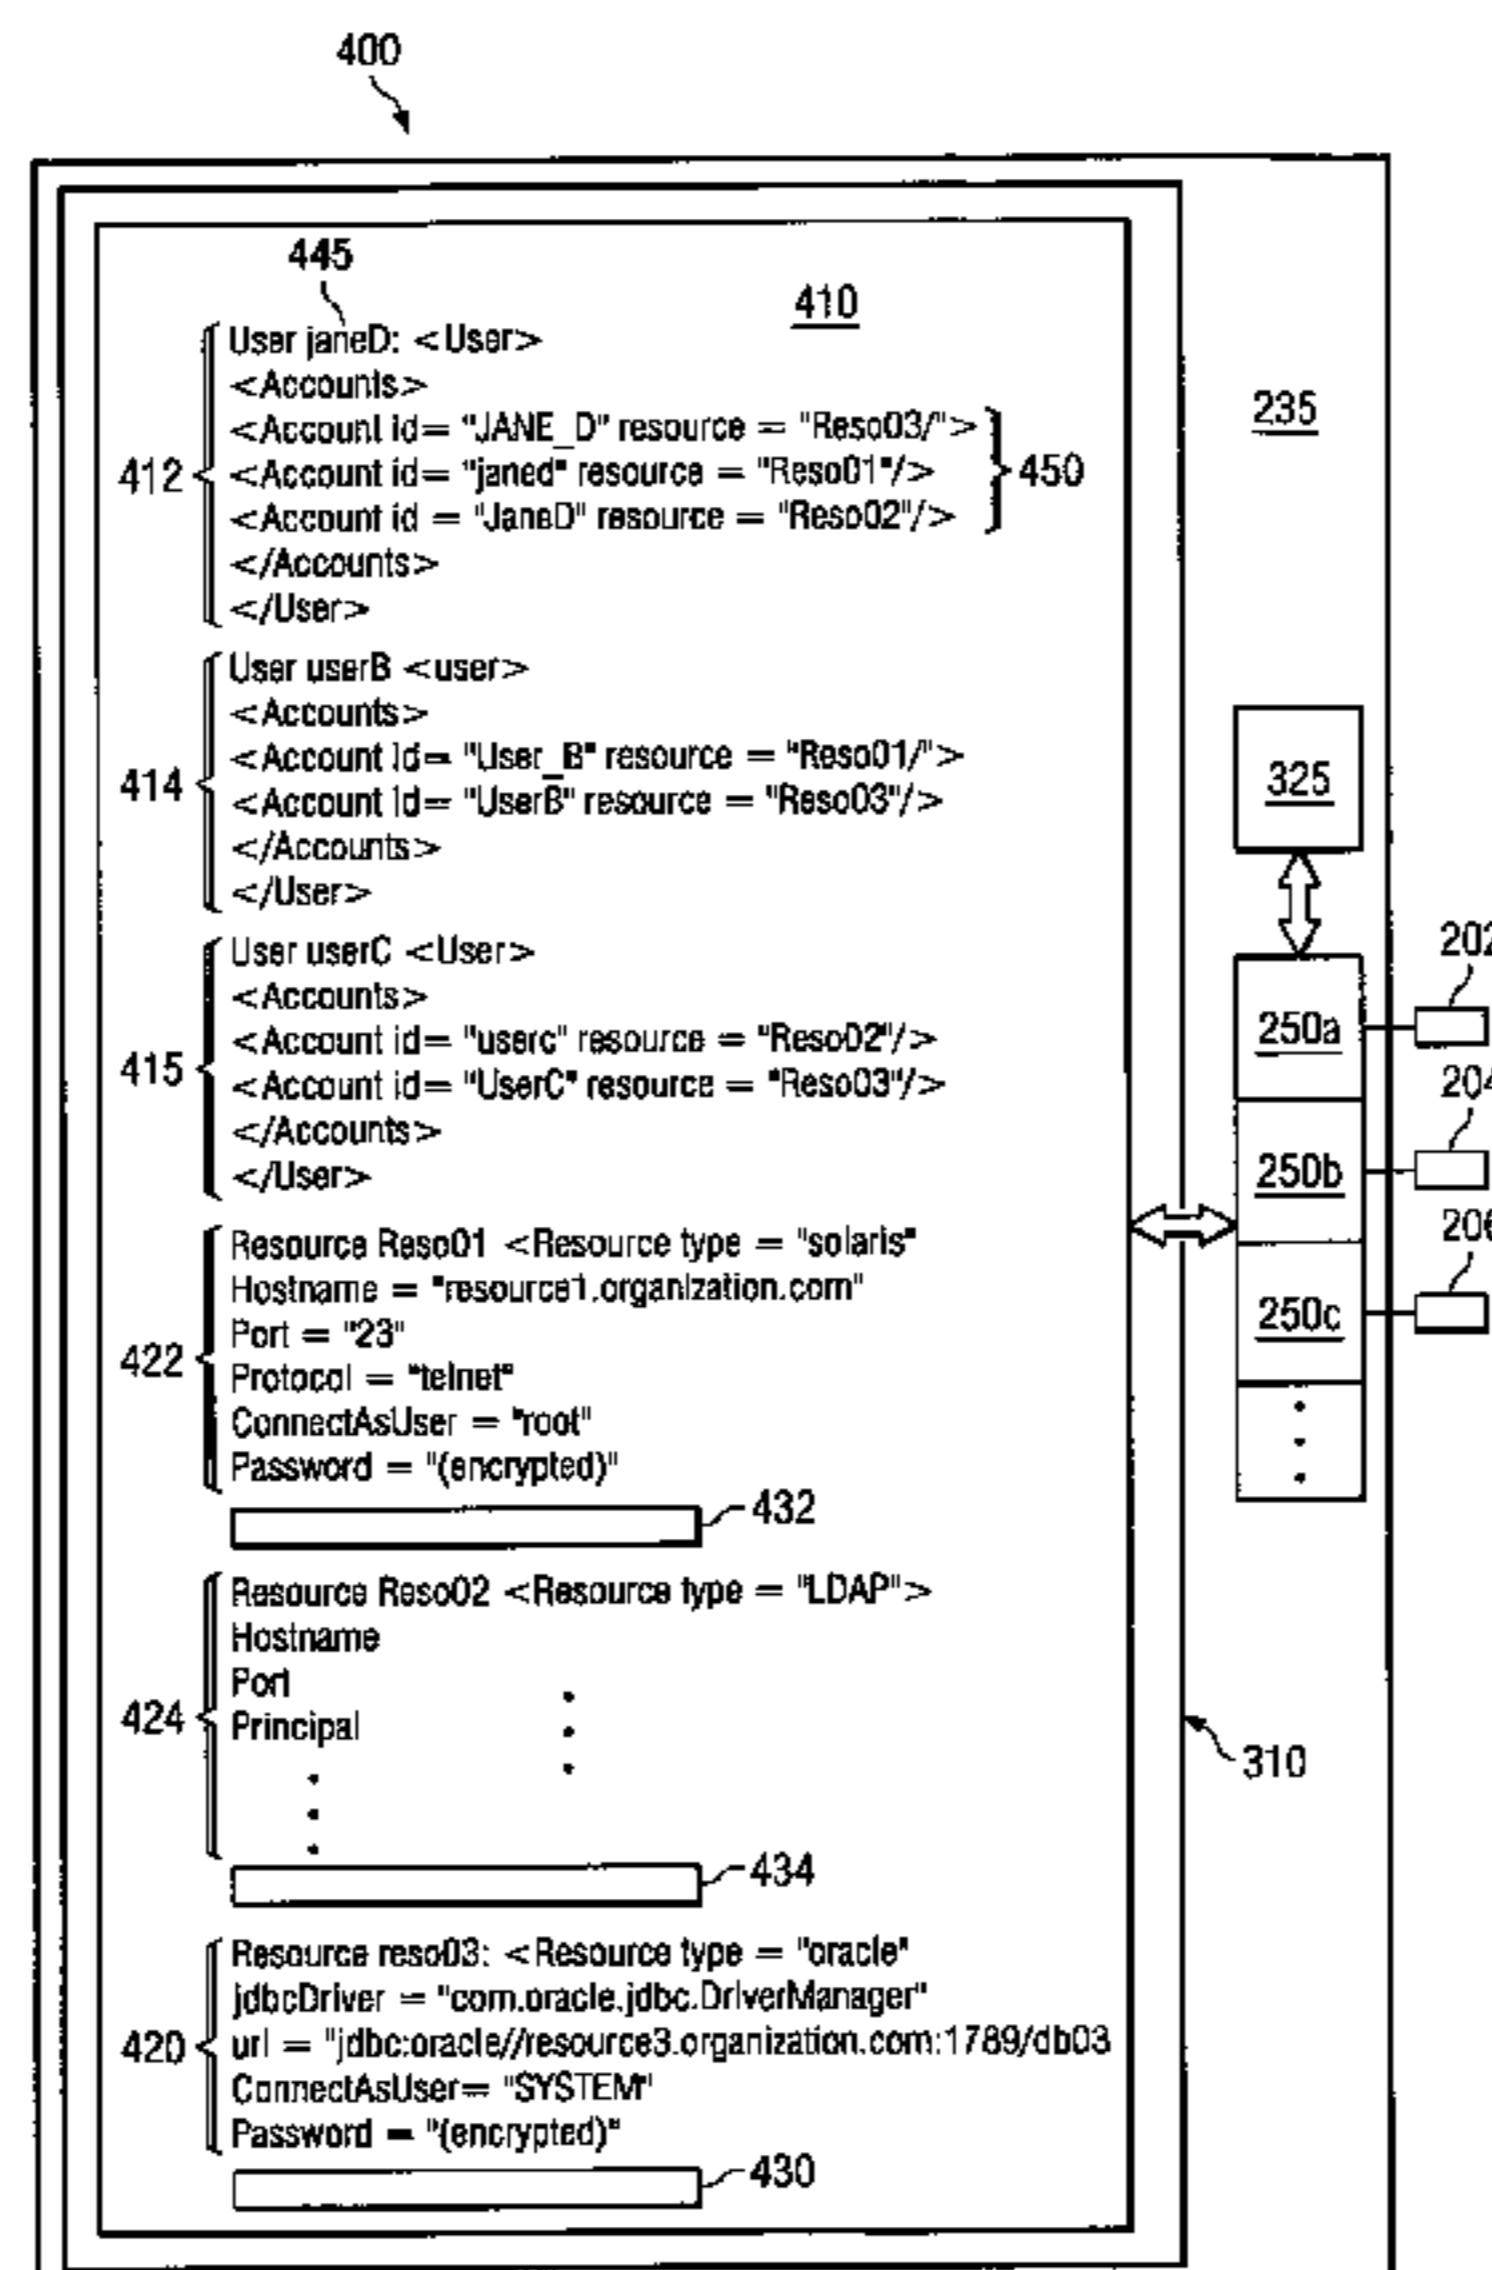 400
445
410
User janeD: <User>
<Accounts>
235
<Account id= "JANE_D" resource = "Reso03/">
412 <Account id= "janed" resource = "Reso01"/> 450
<Account id = "JaneD" resource = "Reso02"/>
</Accounts>
</User>
User userB <user>
<Accounts>
<Account id= "User_B" resource = "Reso01/">
325
414 <Account id= "UserB" resource = "Reso03"/>
</Accounts>
</User>
User userC <User>
202
<Accounts>
<Account id= "userc" resource = "Reso02"/>
250a
415 <Account id= "UserC" resource = "Reso03"/>
204
</Accounts>
</User>
250b
206
Resource Reso01 <Resource type = "solaris"
Hostname = "resource1.organization.com"
250c
Port = "23"
422
Protocol = "telnet"
ConnectAsUser = "root"
Password = "(encrypted)"
432
Resource Reso02 <Resource type = "LDAP">
Hostname
Port
424
Principal
310
434
Resource reso03: <Resource type = "oracle"
jdbcDriver = "com.oracle.jdbc.DriverManager"
420 url = "jdbc:oracle//resource3.organization.com:1789/db03
ConnectAsUser= "SYSTEM"
Password = "(encrypted)"
430